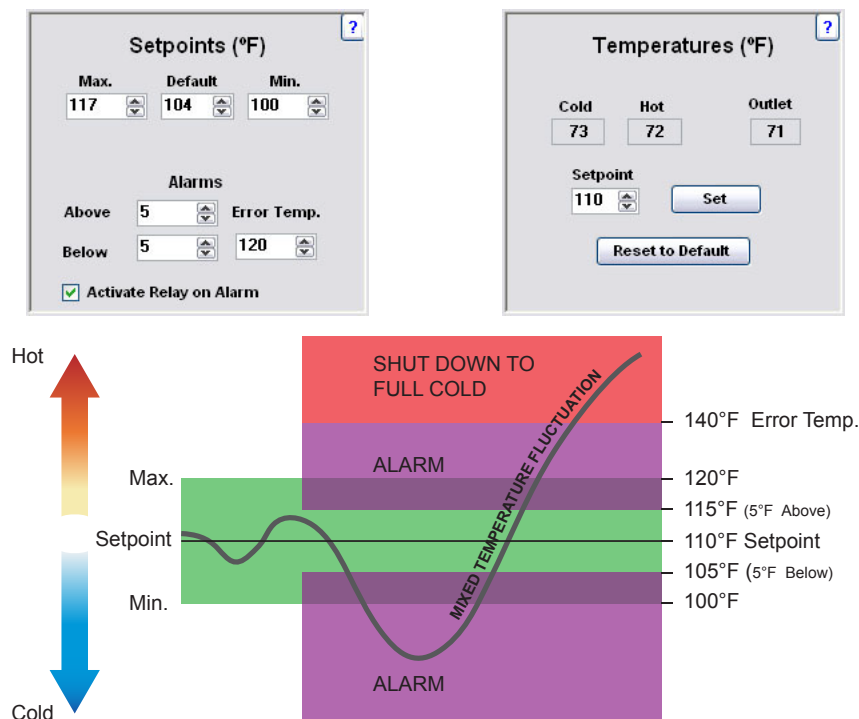 Setpoints (ºF)
?
Max. Default Min.
117 104 100
Alarms
Above 5 Error Temp.
Below 5 120
Activate Relay on Alarm
Temperatures (ºF)
?
Cold Hot Outlet
73 72 71
Setpoint
110 Set
Reset to Default
Hot
SHUT DOWN TO
FULL COLD
140°F Error Temp.
ALARM
Max.
120°F
115°F (5°F Above)
Setpoint
110°F Setpoint
105°F (5°F Below)
Min.
100°F
MIXED TEMPERATURE FLUCTUATION
ALARM
Cold